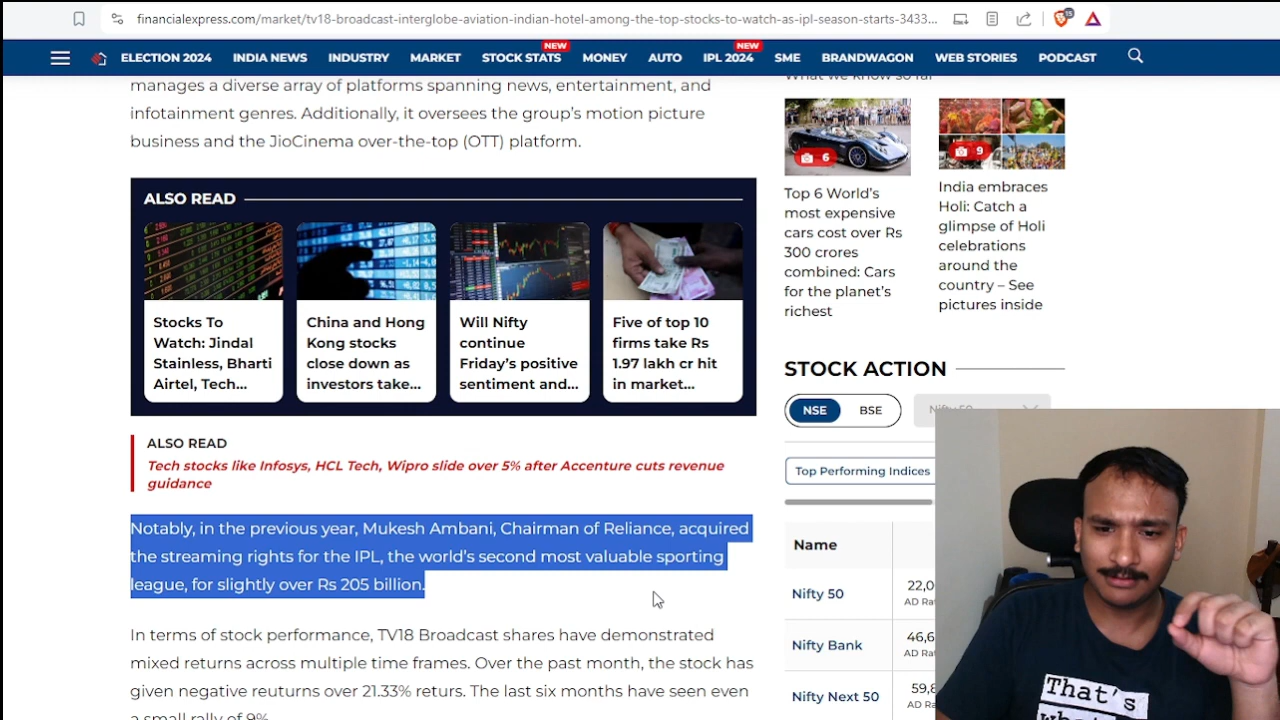 financialexpress.com/market/tv18-broadcast-interglobe-aviation-indian-hotel-among-the-top-stocks-to-watch-as-ipl-season-starts-3433...
15
NEW
NEW
ELECTION 2024 INDIA NEWS INDUSTRY MARKET STOCK STATS MONEY AUTO IPL 2024 SME BRANDWAGON WEB STORIES PODCAST
manages a diverse array of platforms spanning news, entertainment, and
infotainment genres. Additionally, it oversees the group's motion picture
business and the JioCinema over-the-top (OTT) platform.
ALSO READ
Stocks To
Watch: Jindal
Stainless, Bharti
Airtel, Tech...
China and Hong
Kong stocks
close down as
investors take...
Will Nifty
continue
Friday's positive
sentiment and...
Five of top 10
firms take Rs
1.97 lakh cr hit
in market...
ALSO READ
Tech stocks like Infosys, HCL Tech, Wipro slide over 5% after Accenture cuts revenue
guidance
Notably, in the previous year, Mukesh Ambani, Chairman of Reliance, acquired
the streaming rights for the IPL, the world's second most valuable sporting
league, for slightly over Rs 205 billion.
In terms of stock performance, TV18 Broadcast shares have demonstrated
mixed returns across multiple time frames. Over the past month, the stock has
given negative reuturns over 21.33% returs. The last six months have seen even
a small rally of 9%
What we know so far
6
Top 6 World's
most expensive
cars cost over Rs
300 crores
combined: Cars
for the planet's
richest
9
India embraces
Holi: Catch a
glimpse of Holi
celebrations
around the
country – See
pictures inside
STOCK ACTION
NSE BSE Nifty 50
Top Performing Indices
Name
Nifty 50 22,0
AD Ra
Nifty Bank 46,6
AD Ra
Nifty Next 50 59,8
That's
what